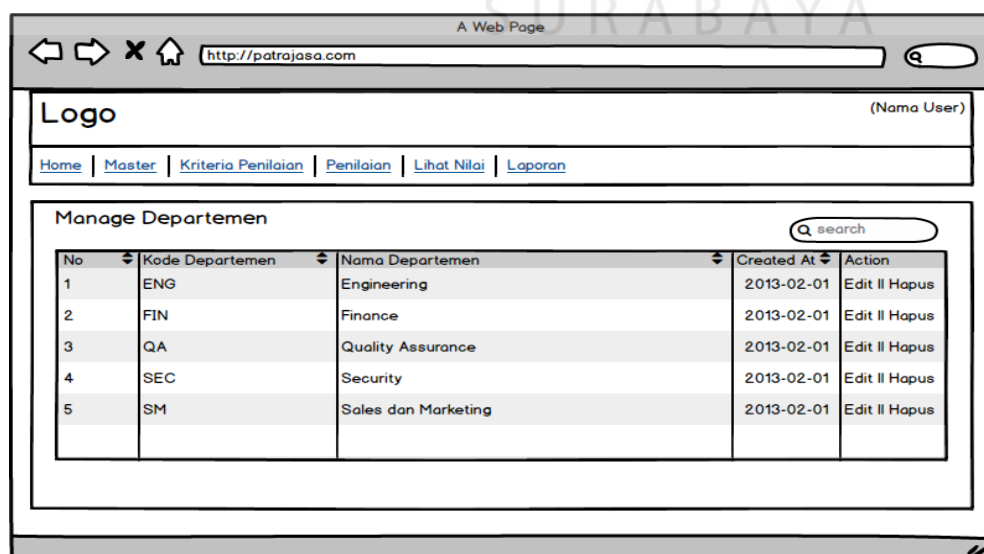 SURABAYA
A Web Page
http://patrajasa.com
Logo
(Nama User)
Home | Master | Kriteria Penilaian | Penilaian | Lihat Nilai | Laporan
Manage Departemen
search
No Kode Departemen Nama Departemen Created At Action
1 ENG Engineering 2013-02-01 Edit II Hapus
2 FIN Finance 2013-02-01 Edit II Hapus
3 QA Quality Assurance 2013-02-01 Edit II Hapus
4 SEC Security 2013-02-01 Edit II Hapus
5 SM Sales dan Marketing 2013-02-01 Edit II Hapus